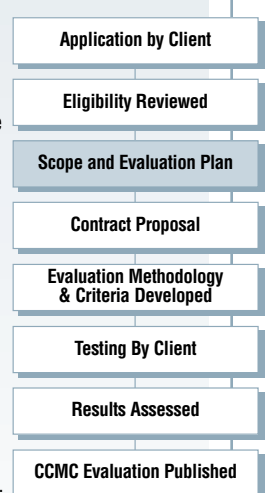 Application by Client
Eligibility Reviewed
Scope and Evaluation Plan
Contract Proposal
Evaluation Methodology
& Criteria Developed
Testing By Client
Results Assessed
CCMC Evaluation Published